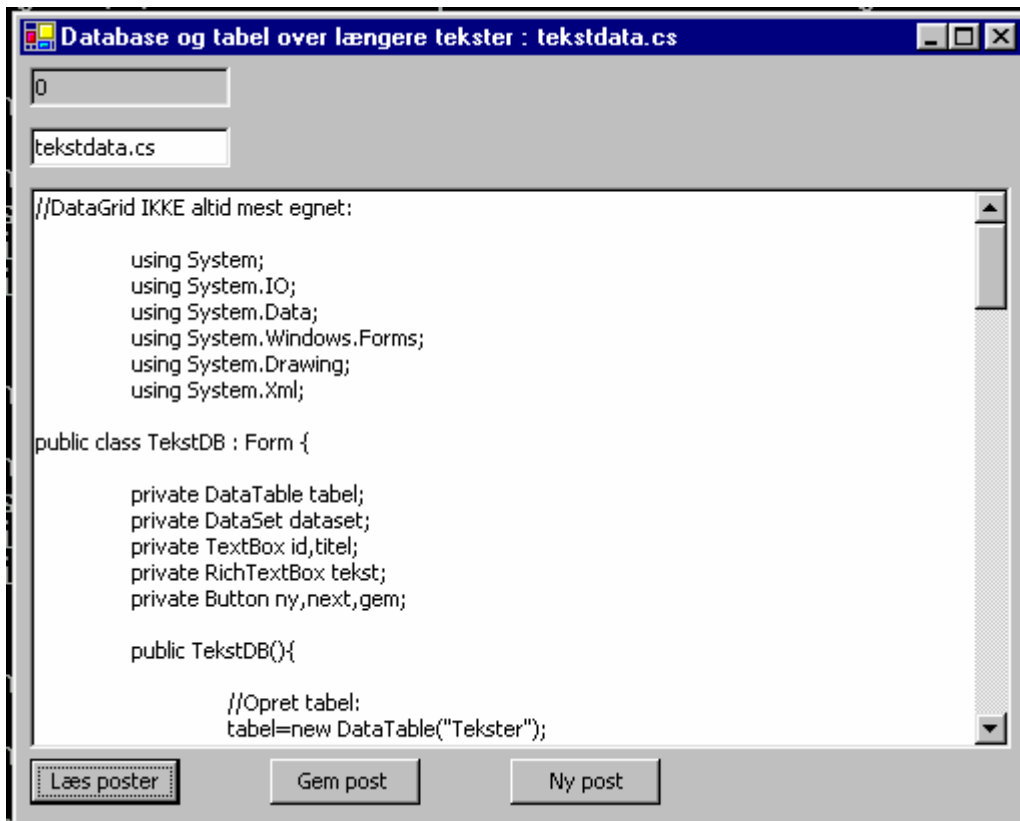 Database og tabel over længere tekster : tekstdata.cs
0
tekstdata.cs
//DataGrid IKKE altid mest egnet:
using System;
using System.IO;
using System.Data;
using System.Windows.Forms;
using System.Drawing;
using System.Xml;
public class TekstDB : Form {
private DataTable tabel;
private DataSet dataset;
private TextBox id,titel;
private RichTextBox tekst;
private Button ny,next,gem;
public TekstDB(){
//Opret tabel:
tabel=new DataTable("Tekster");
Læs poster
Gem post
Ny post